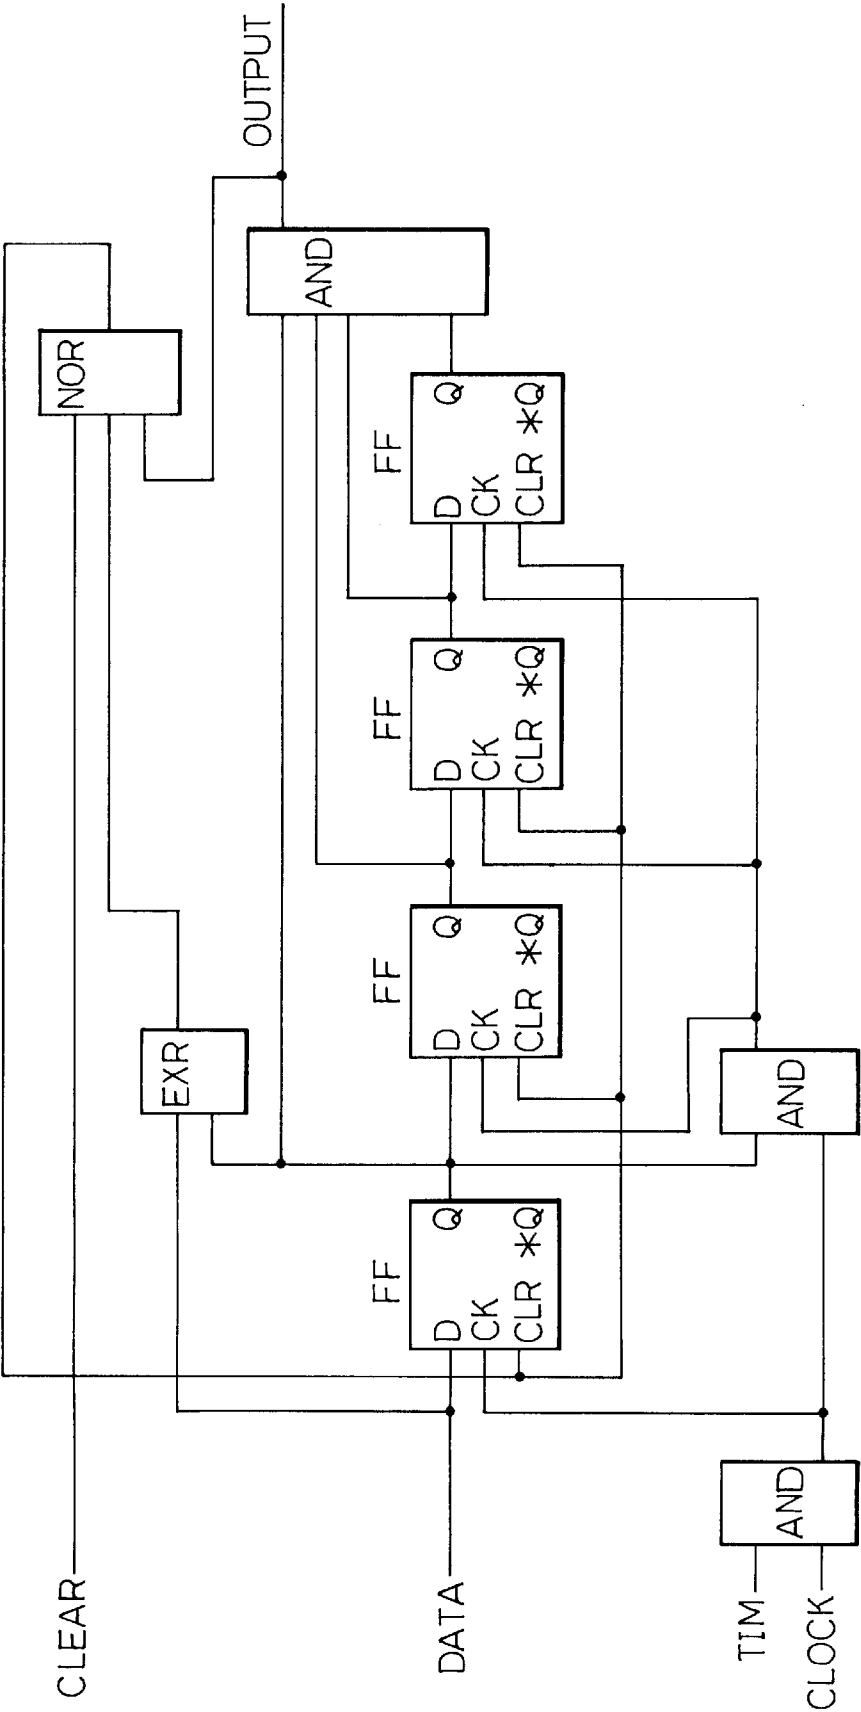 OUTPUT
NOR
AND
FF
Q
*Q
D
CK
CLR
FF
Q
*Q
D
CK
CLR
FF
Q
*Q
D
CK
CLR
EXR
AND
FF
Q
*Q
D
CK
CLR
AND
CLEAR
DATA
TIM
CLOCK